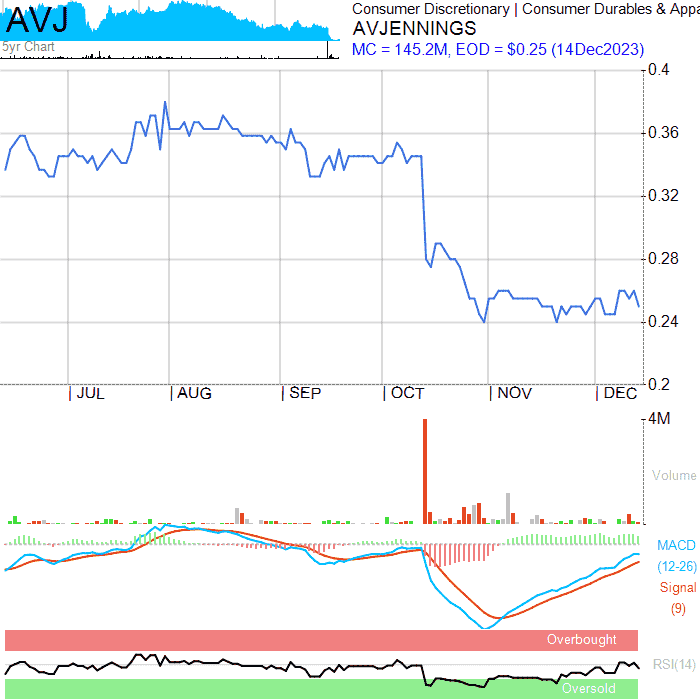 AVJ
5yr Chart
Consumer Discretionary | Consumer Durables & Appa
AVJENNINGS
MC = 145.2M, EOD = $0.25 (14Dec2023)
0.4
0.36
0.32
0.28
0.24
0.2
JUL AUG SEP OCT NOV DEC
4M
Volume
MACD
(12-26)
Signal
(9)
Overbought
RSI(14)
Oversold